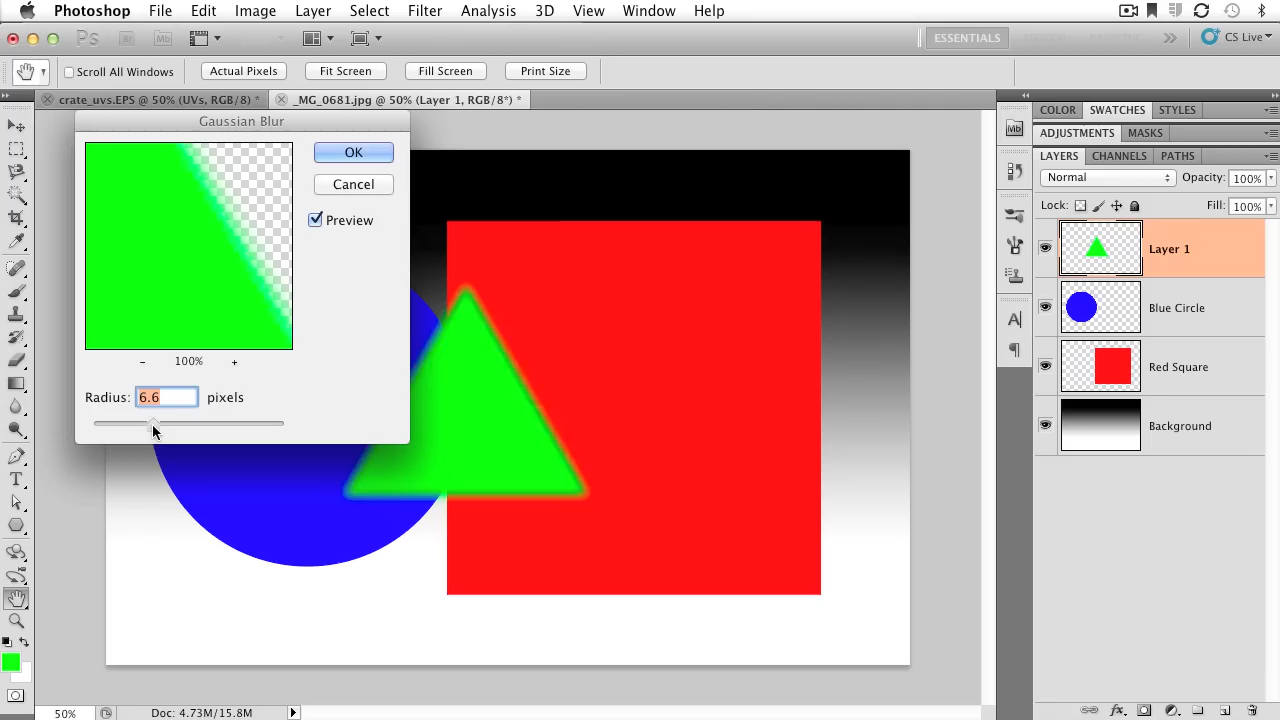 Photoshop File Edit Image Layer Select Filter Analysis 3D View Window Help
Ps Br Mb ESSENTIALS CS Live
Scroll All Windows Actual Pixels Fit Screen Fill Screen Print Size
crate_uvs.EPS @ 50% (UVs, RGB/8) *
_MG_0681.jpg @ 50% (Layer 1, RGB/8*) *
Gaussian Blur
OK
Cancel
Preview
- 100% +
Radius: 6.6 pixels
Mb
COLOR SWATCHES STYLES
ADJUSTMENTS MASKS
LAYERS CHANNELS PATHS
Normal Opacity: 100%
Lock: Fill: 100%
Layer 1
Blue Circle
Red Square
Background
50% Doc: 4.73M/15.8M